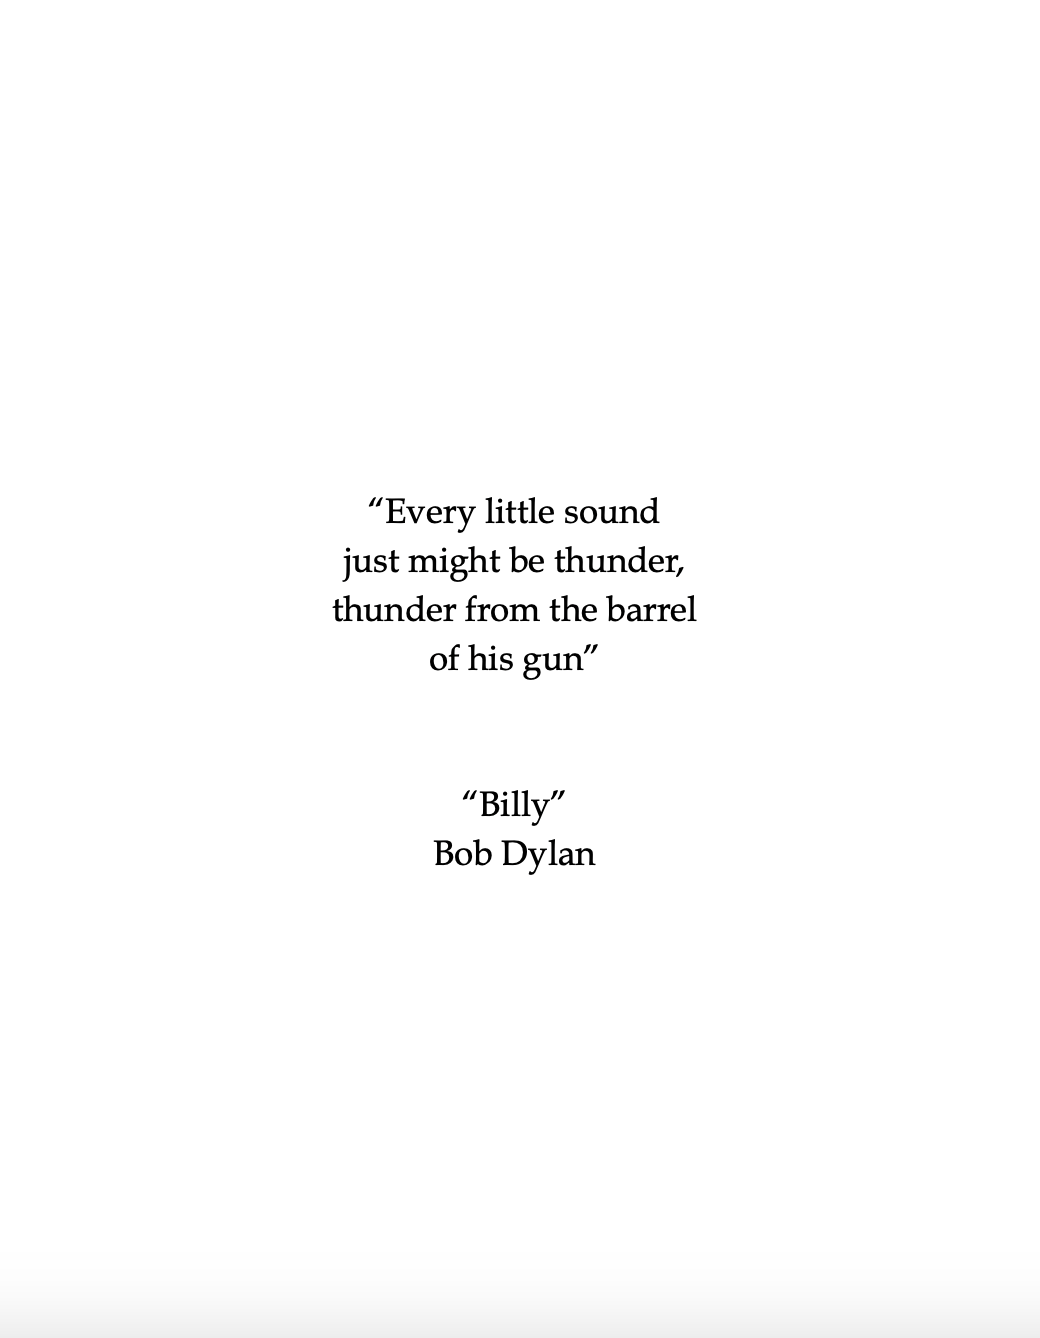 “Every little sound
just might be thunder,
thunder from the barrel
of his gun”
“Billy”
Bob Dylan